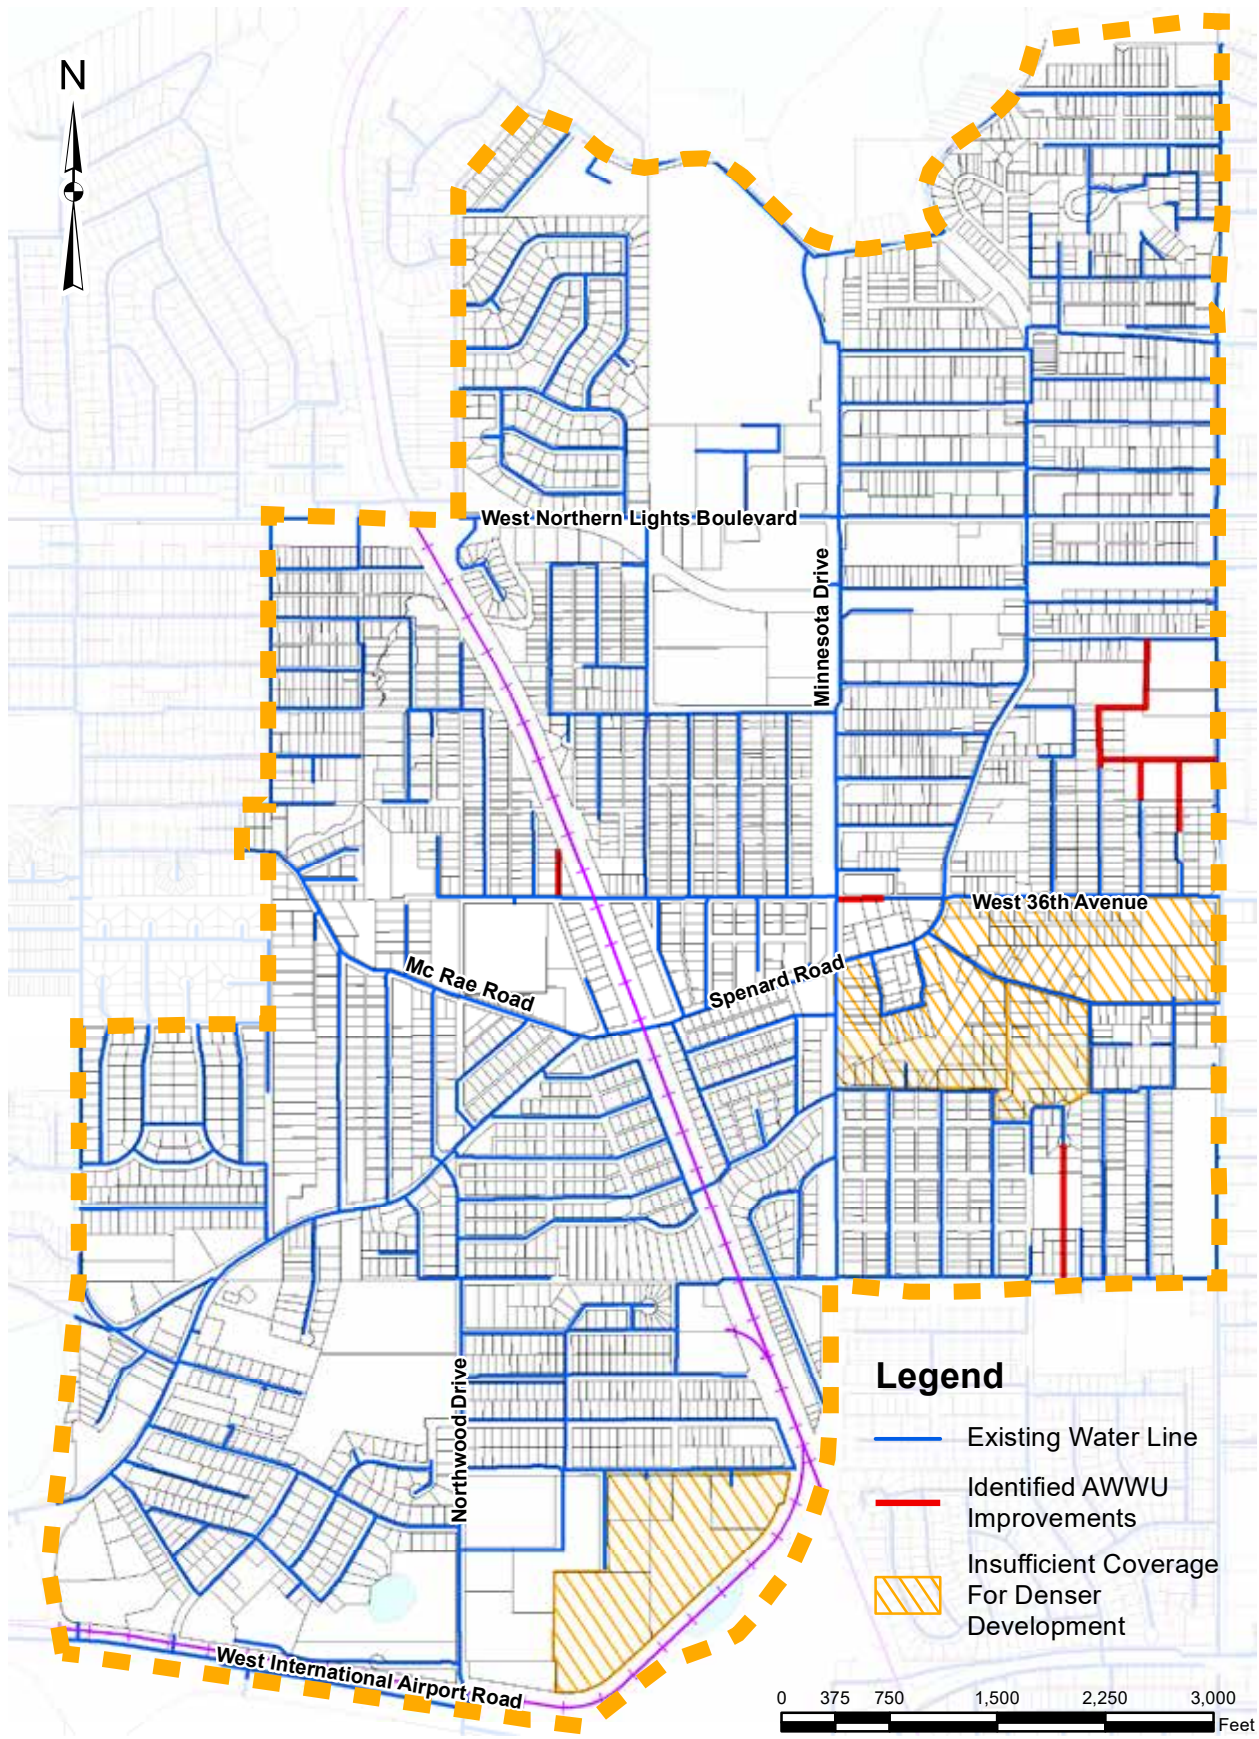 N
West Northern Lights Boulevard
Minnesota Drive
West 36th Avenue
Mc Rae Road
Spenard Road
Northwood Drive
West International Airport Road
Legend
Existing Water Line
Identified AWWU
Improvements
Insufficient Coverage
For Denser
Development
0 375 750 1,500 2,250 3,000
Feet